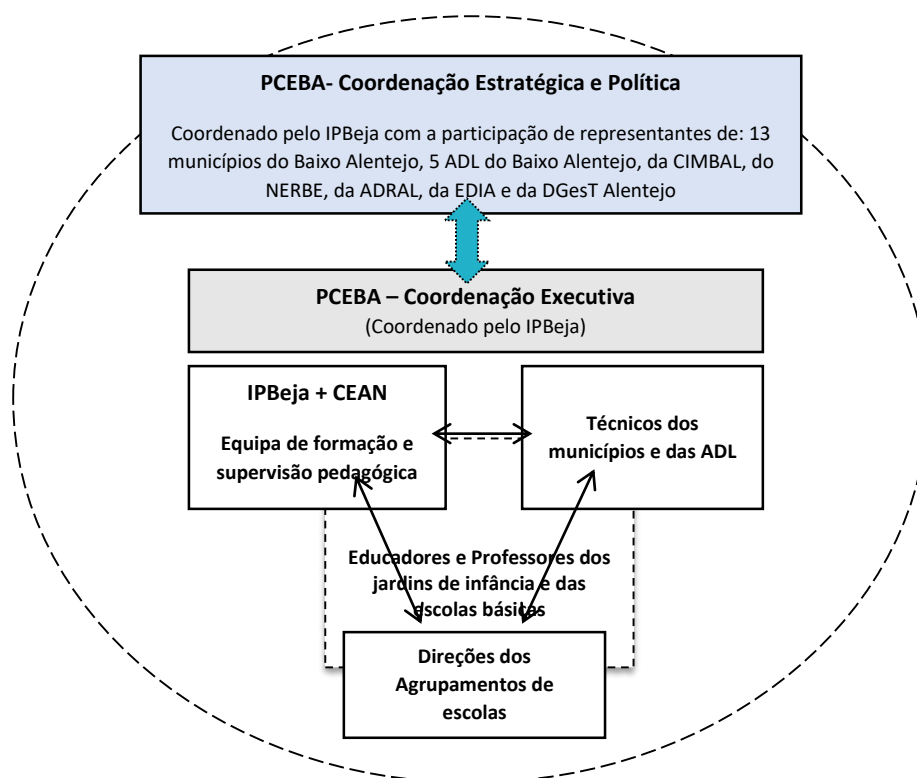 PCEBA- Coordenação Estratégica e Política
Coordenado pelo IPBeja com a participação de representantes de: 13
municípios do Baixo Alentejo, 5 ADL do Baixo Alentejo, da CIMBAL, do
NERBE, da ADRAL, da EDIA e da DGesT Alentejo
PCEBA – Coordenação Executiva
(Coordenado pelo IPBeja)
IPBeja + CEAN
Equipa de formação e
supervisão pedagógica
Técnicos dos
municípios e das ADL
Educadores e Professores dos
jardins de infância e das
escolas básicas
Direções dos
Agrupamentos de
escolas